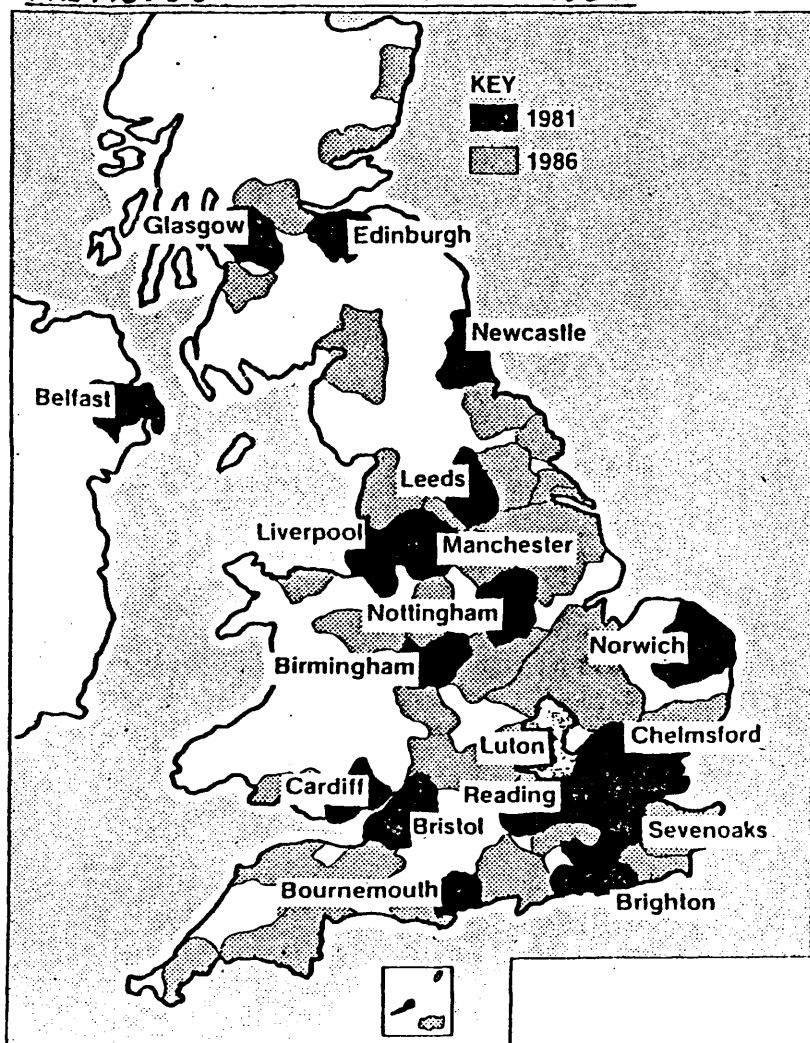 KEY
1981
1986
Glasgow
Edinburgh
Newcastle
Belfast
Leeds
Liverpool
Manchester
Nottingham
Norwich
Birmingham
Luton
Chelmsford
Cardiff
Reading
Bristol
Sevenoaks
Bournemouth
Brighton